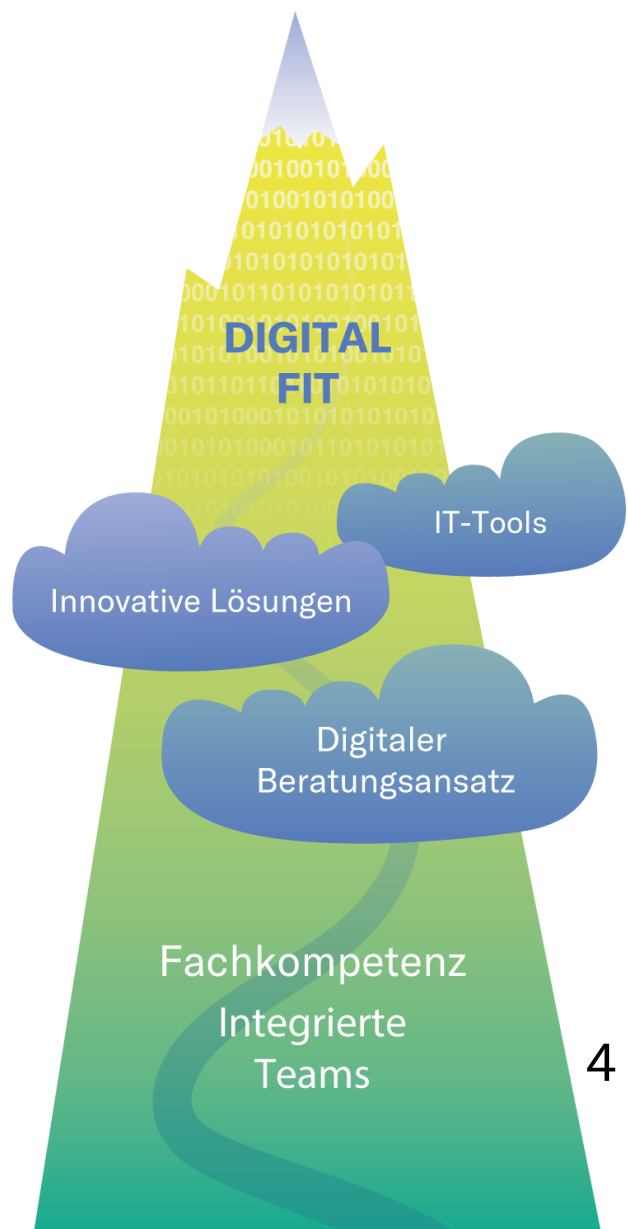 DIGITAL
FIT
IT-Tools
Innovative Lösungen
Digitaler
Beratungsansatz
Fachkompetenz
Integrierte
Teams
4